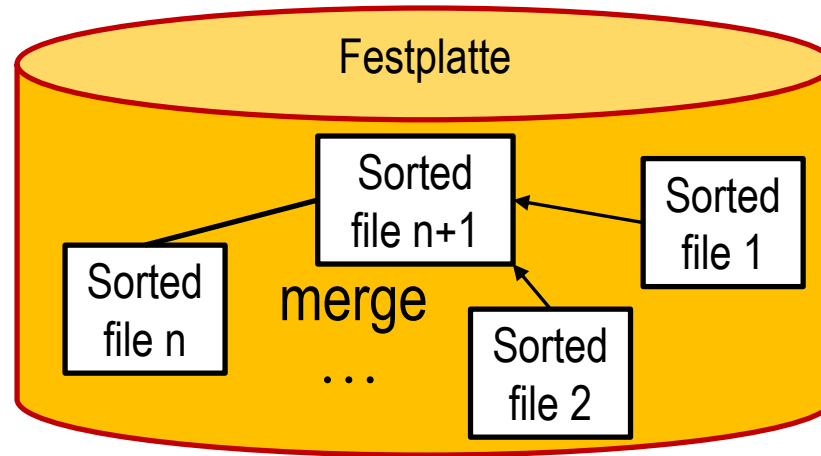 Festplatte
Sorted
file n+1
Sorted
file 1
Sorted
file n
merge
...
Sorted
file 2